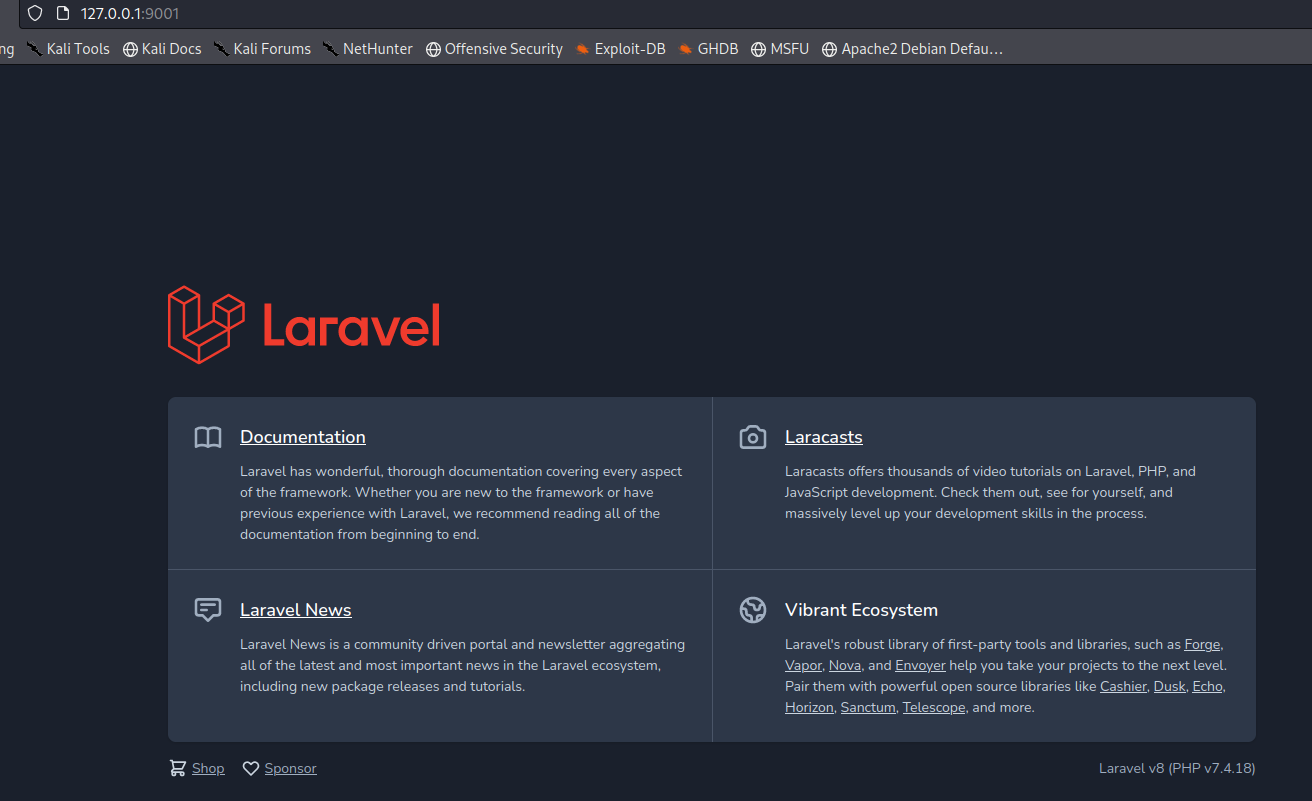 127.0.0.1:9001
ng Kali Tools Kali Docs Kali Forums NetHunter Offensive Security Exploit-DB GHDB MSFU Apache2 Debian Defau…
Laravel
Documentation
Laravel has wonderful, thorough documentation covering every aspect
of the framework. Whether you are new to the framework or have
previous experience with Laravel, we recommend reading all of the
documentation from beginning to end.
Laracasts
Laracasts offers thousands of video tutorials on Laravel, PHP, and
JavaScript development. Check them out, see for yourself, and
massively level up your development skills in the process.
Laravel News
Laravel News is a community driven portal and newsletter aggregating
all of the latest and most important news in the Laravel ecosystem,
including new package releases and tutorials.
Vibrant Ecosystem
Laravel's robust library of first-party tools and libraries, such as Forge,
Vapor, Nova, and Envoyer help you take your projects to the next level.
Pair them with powerful open source libraries like Cashier, Dusk, Echo,
Horizon, Sanctum, Telescope, and more.
Shop Sponsor Laravel v8 (PHP v7.4.18)